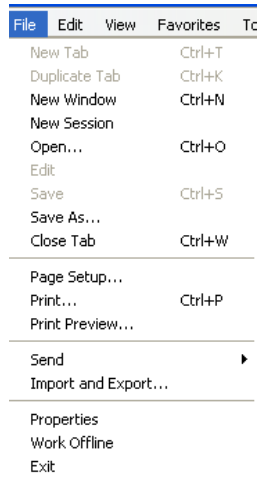 File Edit View Favorites To
New Tab Ctrl+T
Duplicate Tab Ctrl+K
New Window Ctrl+N
New Session
Open... Ctrl+O
Edit
Save Ctrl+S
Save As...
Close Tab Ctrl+W
Page Setup...
Print... Ctrl+P
Print Preview...
Send
Import and Export...
Properties
Work Offline
Exit